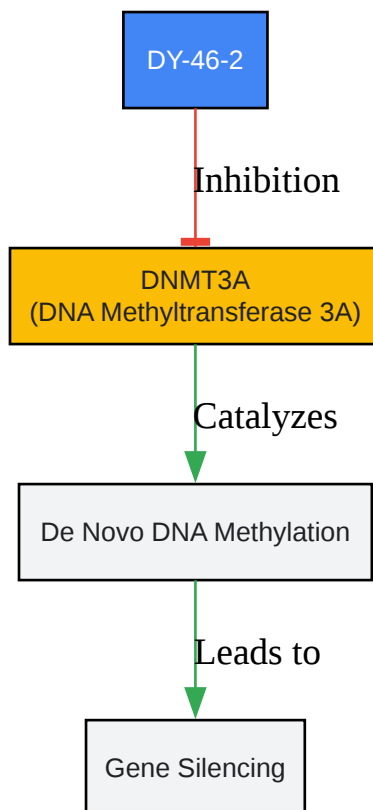 DY-46-2
Inhibition
DNMT3A
(DNA Methyltransferase 3A)
Catalyzes
De Novo DNA Methylation
Leads to
Gene Silencing